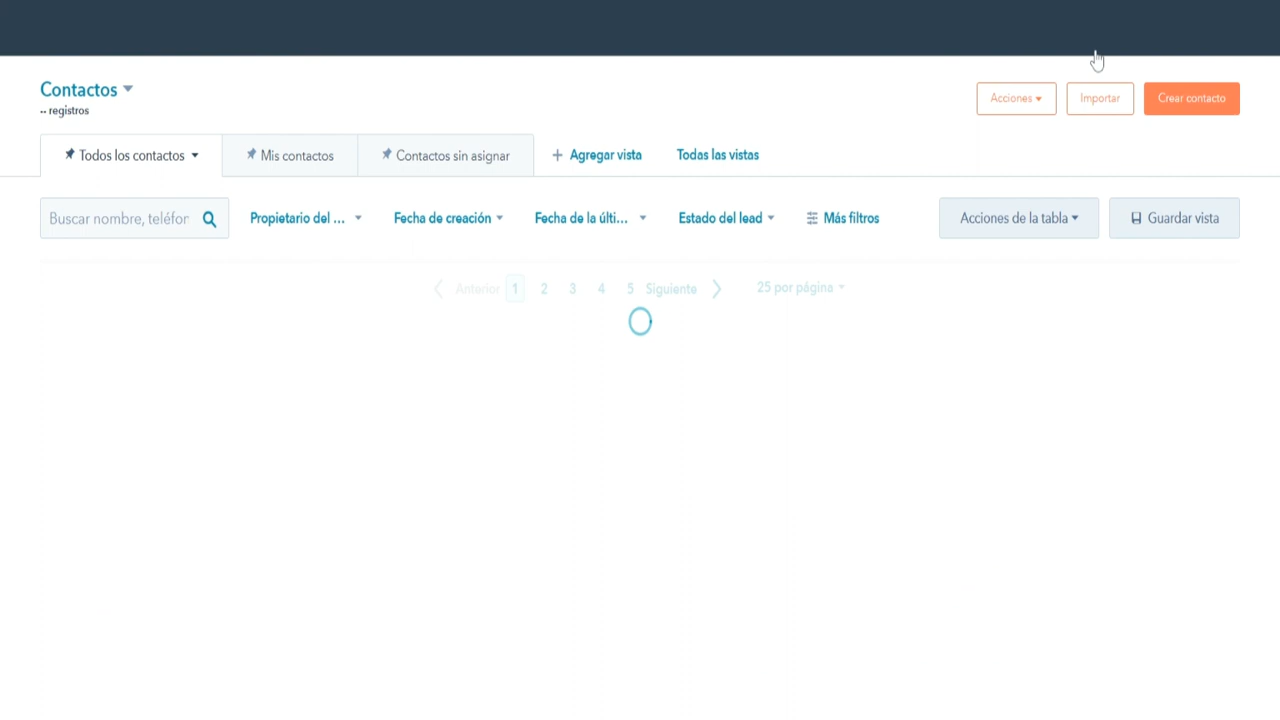 Contactos
-- registros
Acciones
Importar
Crear contacto
Todos los contactos
Mis contactos
Contactos sin asignar
+ Agregar vista
Todas las vistas
Buscar nombre, teléfor
Propietario del ...
Fecha de creación
Fecha de la últi...
Estado del lead
Más filtros
Acciones de la tabla
Guardar vista
Anterior 1 2 3 4 5 Siguiente
25 por página